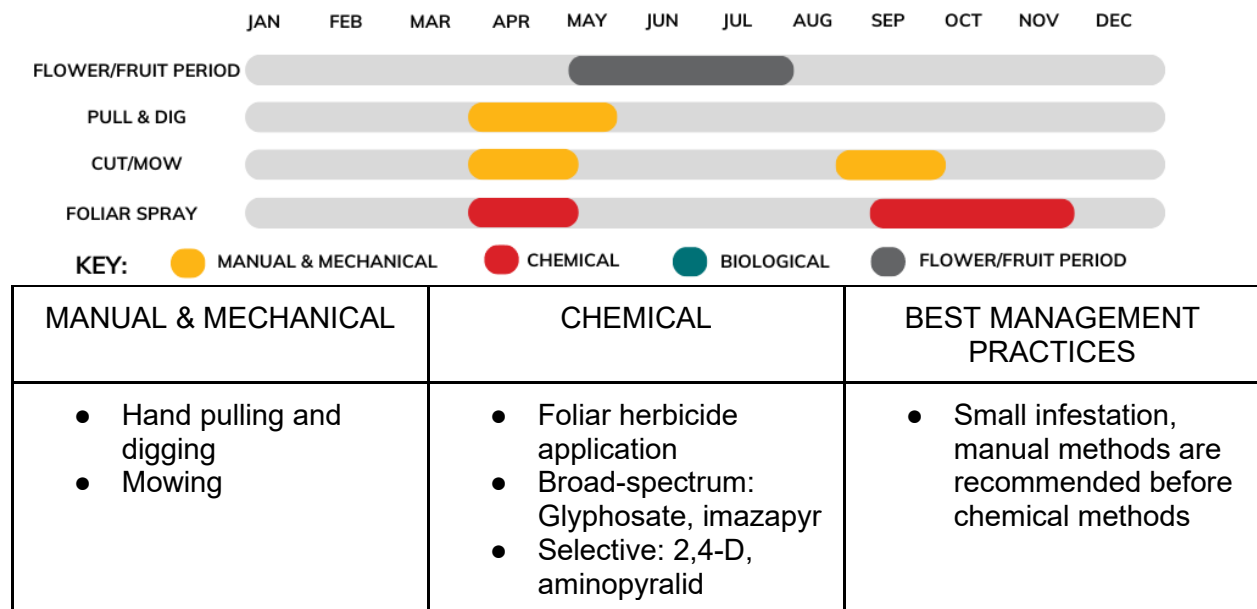 JAN FEB MAR APR MAY JUN JUL AUG SEP OCT NOV DEC
FLOWER/FRUIT PERIOD
PULL & DIG
CUT/MOW
FOLIAR SPRAY
KEY: MANUAL & MECHANICAL CHEMICAL BIOLOGICAL FLOWER/FRUIT PERIOD
MANUAL & MECHANICAL
● Hand pulling and
digging
● Mowing
CHEMICAL
● Foliar herbicide
application
● Broad-spectrum:
Glyphosate, imazapyr
● Selective: 2,4-D,
aminopyralid
BEST MANAGEMENT
PRACTICES
● Small infestation,
manual methods are
recommended before
chemical methods